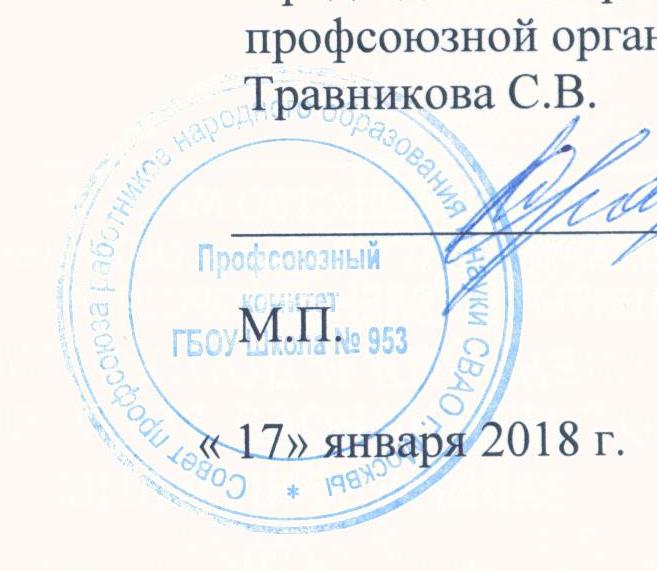 профсоюзной орган
Травникова С.В.
Совет профсоюза работников народного образования и науки СВАО г. Москвы *
Профсоюзный
комитет
ГБОУ Школа № 953
М.П.
« 17» января 2018 г.